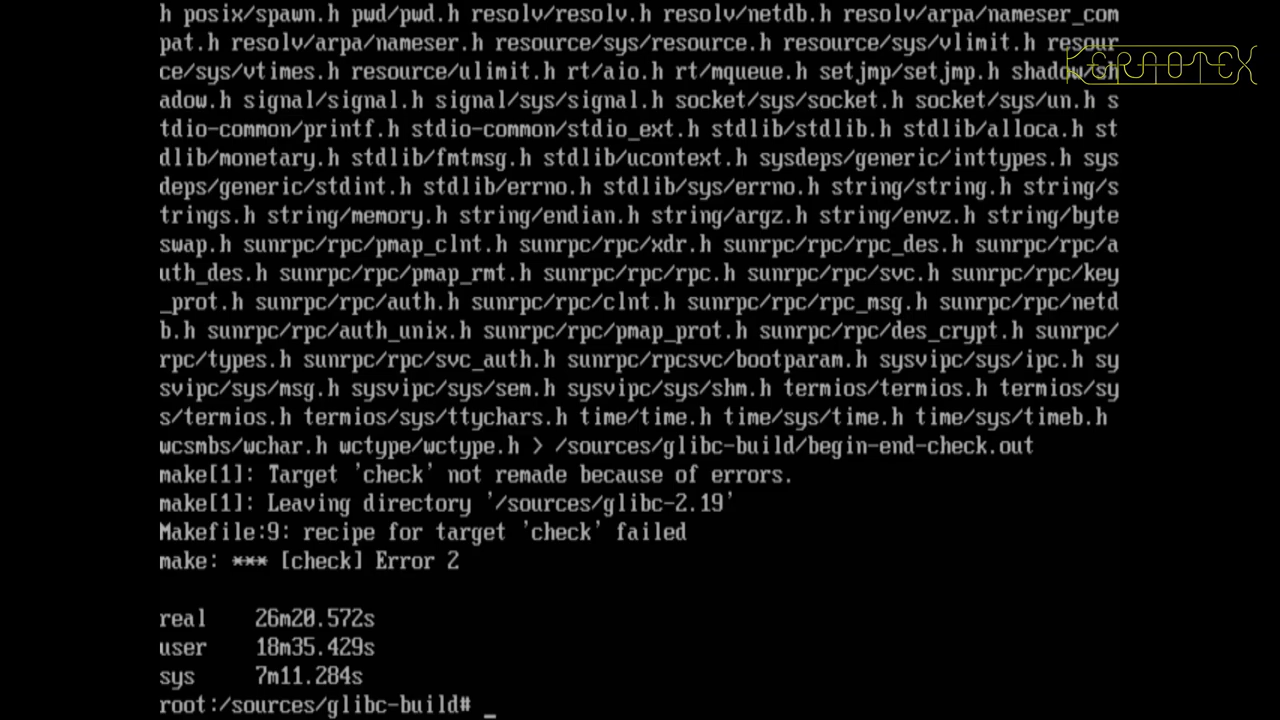 h posix/spawn.h pwd/pwd.h resolv/resolv.h resolv/netdb.h resolv/arpa/nameser_com
pat.h resolv/arpa/nameser.h resource/sys/resource.h resource/sys/vlimit.h resour
ce/sys/vtimes.h resource/ulimit.h rt/aio.h rt/mqueue.h setjmp/setjmp.h shadow/sh
KERNOTEX
adow.h signal/signal.h signal/sys/signal.h socket/sys/socket.h socket/sys/un.h s
tdio-common/printf.h stdio-common/stdio_ext.h stdlib/stdlib.h stdlib/alloca.h st
dlib/monetary.h stdlib/fmtmsg.h stdlib/ucontext.h sysdeps/generic/inttypes.h sys
deps/generic/stdint.h stdlib/errno.h stdlib/sys/errno.h string/string.h string/s
trings.h string/memory.h string/endian.h string/argz.h string/envz.h string/byte
swap.h sunrpc/rpc/pmap_clnt.h sunrpc/rpc/xdr.h sunrpc/rpc/rpc_des.h sunrpc/rpc/a
uth_des.h sunrpc/rpc/pmap_rmt.h sunrpc/rpc/rpc.h sunrpc/rpc/svc.h sunrpc/rpc/key
_prot.h sunrpc/rpc/auth.h sunrpc/rpc/clnt.h sunrpc/rpc/rpc_msg.h sunrpc/rpc/netd
b.h sunrpc/rpc/auth_unix.h sunrpc/rpc/pmap_prot.h sunrpc/rpc/des_crypt.h sunrpc/
rpc/types.h sunrpc/rpc/svc_auth.h sunrpc/rpcsvc/bootparam.h sysvipc/sys/ipc.h sy
svipc/sys/msg.h sysvipc/sys/sem.h sysvipc/sys/shm.h termios/termios.h termios/sy
s/termios.h termios/sys/ttychars.h time/time.h time/sys/time.h time/sys/timeb.h
wcsmbs/wchar.h wctype/wctype.h > /sources/glibc-build/begin-end-check.out
make[1]: Target 'check' not remade because of errors.
make[1]: Leaving directory '/sources/glibc-2.19'
Makefile:9: recipe for target 'check' failed
make: *** [check] Error 2
real 26m20.572s
user 18m35.429s
sys 7m11.284s
root:/sources/glibc-build# _